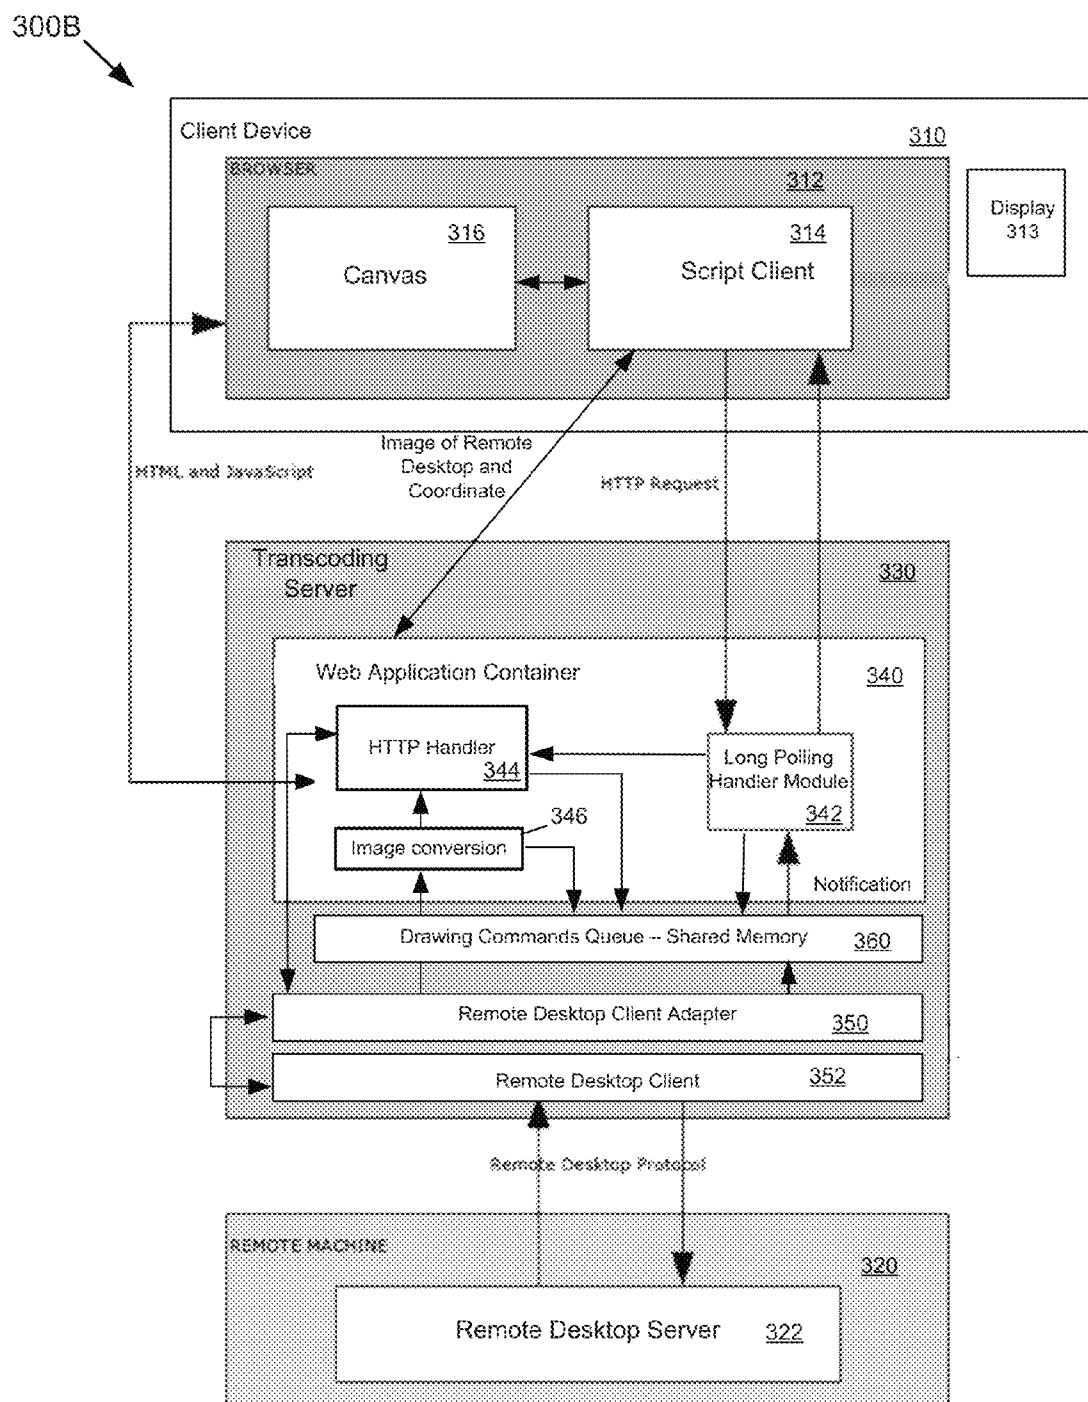 300B
Client Device
310
BROWSER
312
316
Canvas
314
Script Client
Display
313
HTML and JavaScript
Image of Remote
Desktop and
Coordinate
HTTP Request
Transcoding
Server
330
Web Application Container
340
HTTP Handler
344
Long Polling
Handler Module
342
346
Image conversion
Notification
Drawing Commands Queue -- Shared Memory
360
Remote Desktop Client Adapter
350
Remote Desktop Client
352
Remote Desktop Protocol
REMOTE MACHINE
320
Remote Desktop Server
322